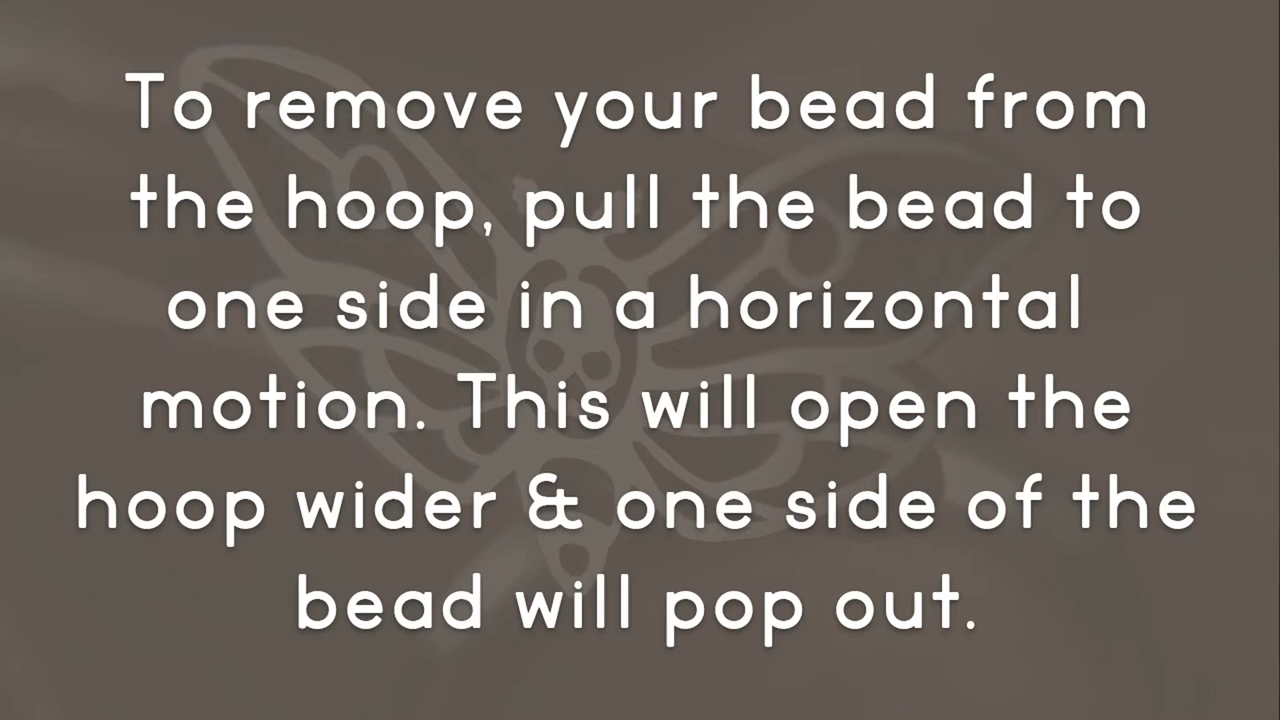 To remove your bead from
the hoop, pull the bead to
one side in a horizontal
motion. This will open the
hoop wider & one side of the
bead will pop out.